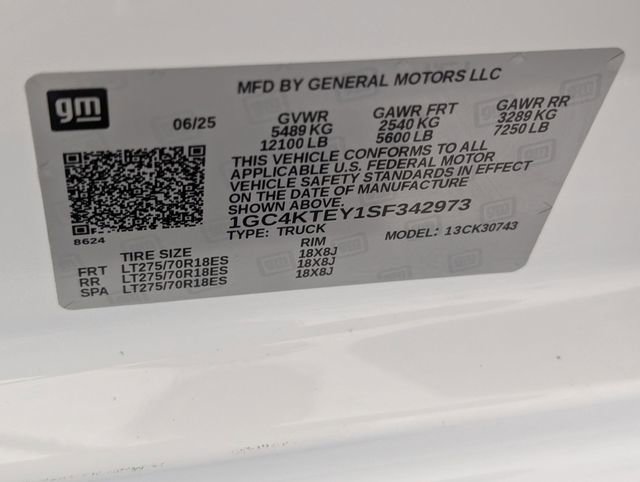 MFD BY GENERAL MOTORS LLC
gm
06/25 GVWR GAWR FRT GAWR RR
5489 KG 2540 KG 3289 KG
12100 LB 5600 LB 7250 LB
THIS VEHICLE CONFORMS TO ALL
APPLICABLE U.S. FEDERAL MOTOR
VEHICLE SAFETY STANDARDS IN EFFECT
ON THE DATE OF MANUFACTURE
SHOWN ABOVE.
1GC4KTEY1SF342973
8624
TYPE: TRUCK MODEL: 13CK30743
TIRE SIZE RIM
FRT LT275/70R18ES 18X8J
RR LT275/70R18ES 18X8J
SPA LT275/70R18ES 18X8J